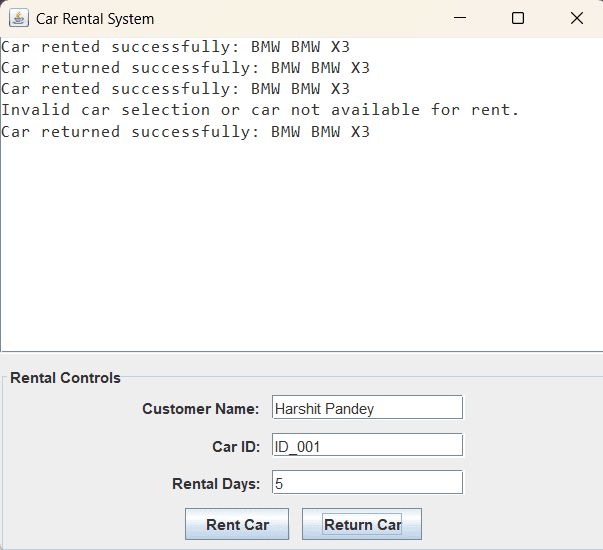 Car Rental System
Car rented successfully: BMW BMW X3
Car returned successfully: BMW BMW X3
Car rented successfully: BMW BMW X3
Invalid car selection or car not available for rent.
Car returned successfully: BMW BMW X3
Rental Controls
Customer Name: Harshit Pandey
Car ID: ID_001
Rental Days: 5
Rent Car Return Car